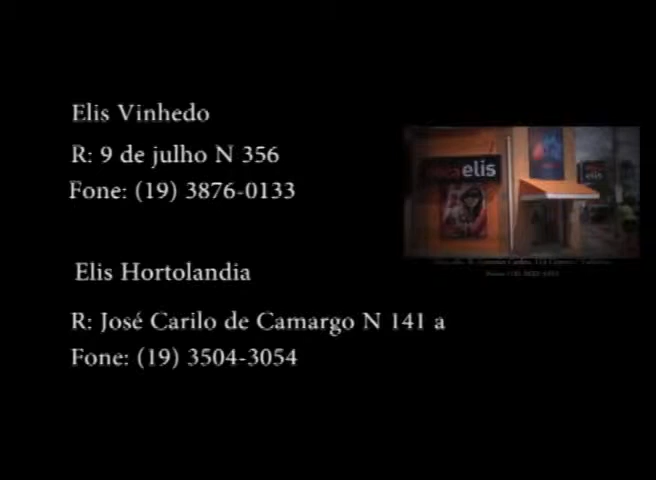 Elis Vinhedo
R: 9 de julho N 356
Fone: (19) 3876-0133
Elis Hortolandia
R: José Carilo de Camargo N 141 a
Fone: (19) 3504-3054
elis
elis